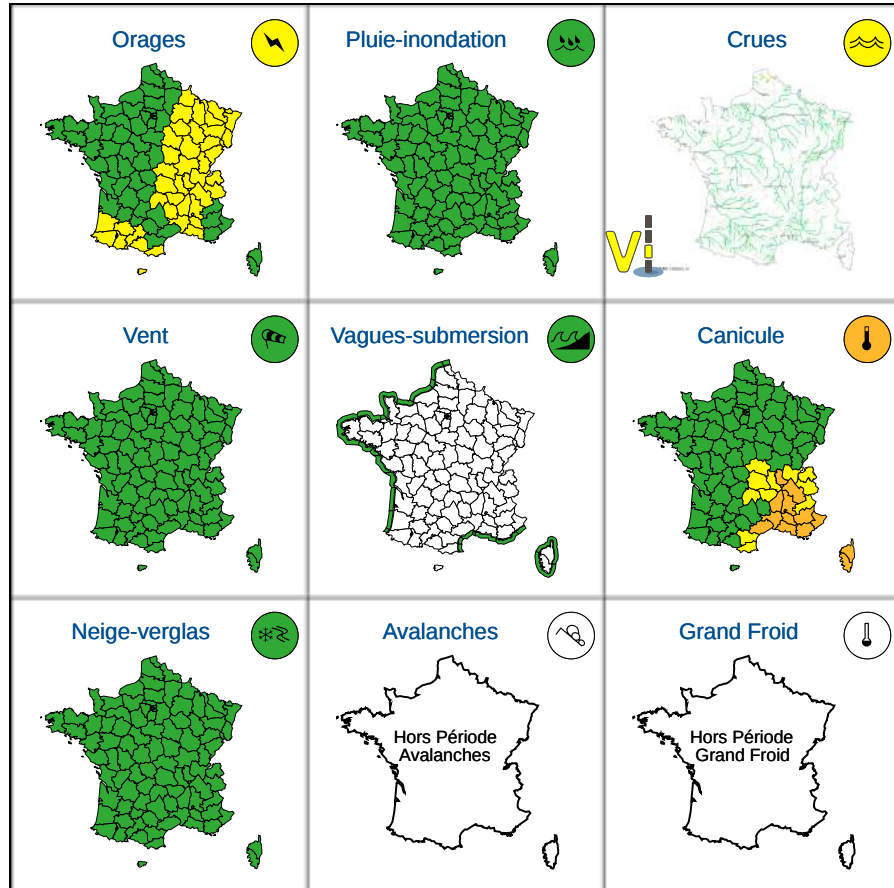 Orages
Pluie-inondation
Crues
Vent
Vagues-submersion
Canicule
Neige-verglas
Avalanches
Grand Froid
Hors Période
Avalanches
Hors Période
Grand Froid